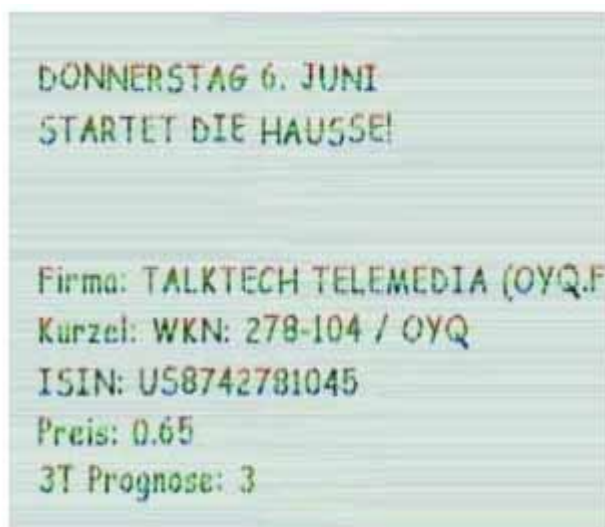 DONNERSTAG 6. JUNI
STARTET DIE HAUSSE!
Firma: TALKTECH TELEMEDIA (OYQ.F
Kurzel: WKN: 278-104 / OYQ
ISIN: US8742781045
Preis: 0.65
3T Prognose: 3